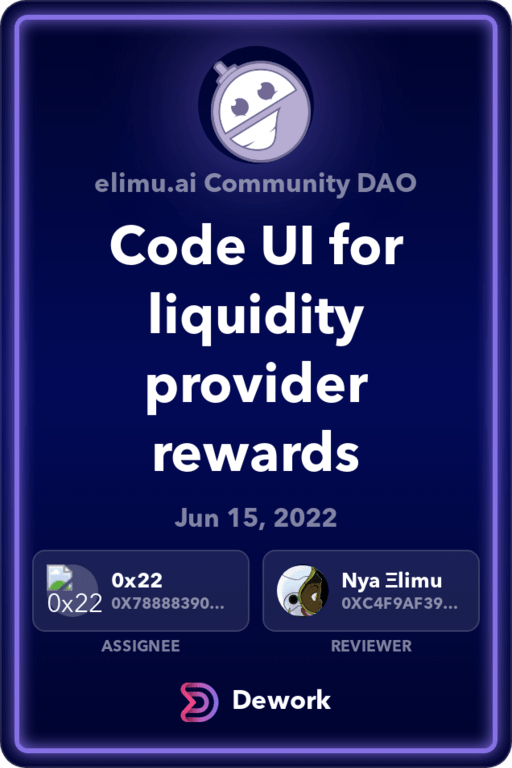 elimu.ai Community DAO
Code UI for
liquidity
provider
rewards
Jun 15, 2022
0x22
0x22
0X78888390...
ASSIGNEE
Nya Ξlimu
0XC4F9AF39...
REVIEWER
Dework